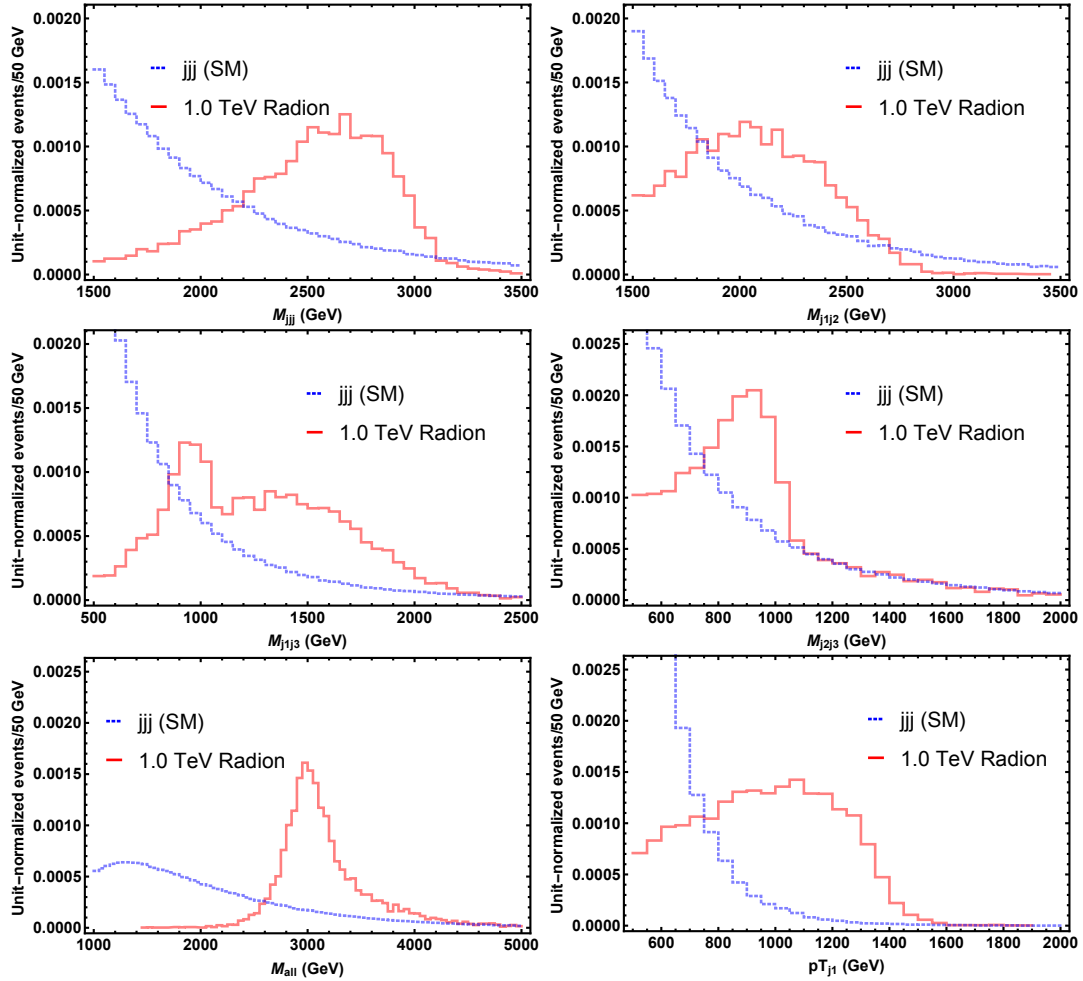 Unit-normalized events/50 GeV
0.0020
0.0015
0.0010
0.0005
0.0000
jjj (SM)
1.0 TeV Radion
1500 2000 2500 3000 3500
Mjjj (GeV)
Unit-normalized events/50 GeV
0.0020
0.0015
0.0010
0.0005
0.0000
jjj (SM)
1.0 TeV Radion
1500 2000 2500 3000 3500
Mj1j2 (GeV)
Unit-normalized events/50 GeV
0.0020
0.0015
0.0010
0.0005
0.0000
jjj (SM)
1.0 TeV Radion
500 1000 1500 2000 2500
Mj1j3 (GeV)
Unit-normalized events/50 GeV
0.0025
0.0020
0.0015
0.0010
0.0005
0.0000
jjj (SM)
1.0 TeV Radion
600 800 1000 1200 1400 1600 1800 2000
Mj2j3 (GeV)
Unit-normalized events/50 GeV
0.0025
0.0020
0.0015
0.0010
0.0005
0.0000
jjj (SM)
1.0 TeV Radion
1000 2000 3000 4000 5000
Mall (GeV)
Unit-normalized events/50 GeV
0.0025
0.0020
0.0015
0.0010
0.0005
0.0000
jjj (SM)
1.0 TeV Radion
600 800 1000 1200 1400 1600 1800 2000
pTj1 (GeV)